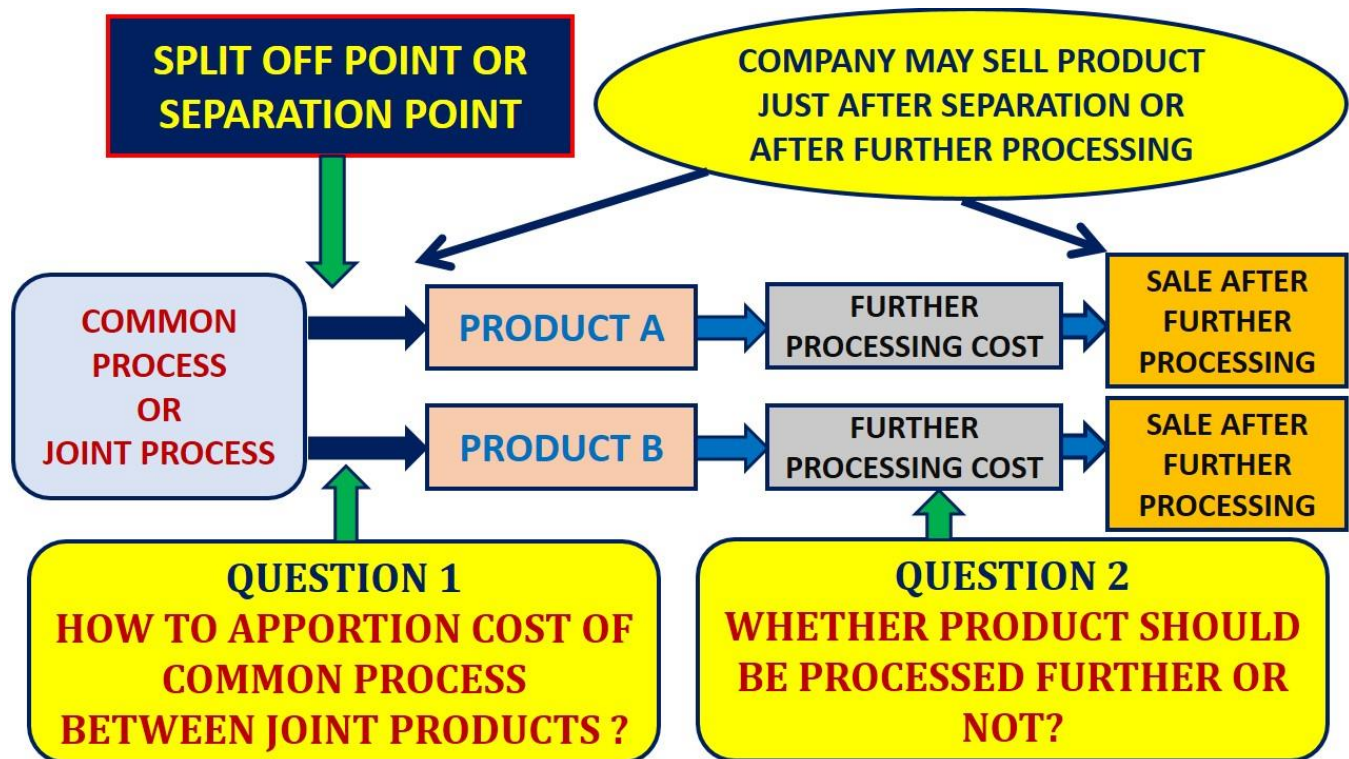 SPLIT OFF POINT OR
SEPARATION POINT
COMPANY MAY SELL PRODUCT
JUST AFTER SEPARATION OR
AFTER FURTHER PROCESSING
COMMON
PROCESS
OR
JOINT PROCESS
PRODUCT A
FURTHER
PROCESSING COST
SALE AFTER
FURTHER
PROCESSING
PRODUCT B
FURTHER
PROCESSING COST
SALE AFTER
FURTHER
PROCESSING
QUESTION 1
HOW TO APPORTION COST OF
COMMON PROCESS
BETWEEN JOINT PRODUCTS ?
QUESTION 2
WHETHER PRODUCT SHOULD
BE PROCESSED FURTHER OR
NOT?